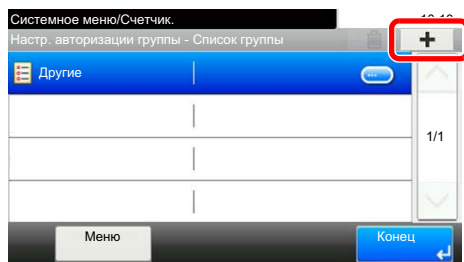 Системное меню/Счетчик.
Настр. авторизации группы - Список группы
+
Другие
1/1
Меню
Конец